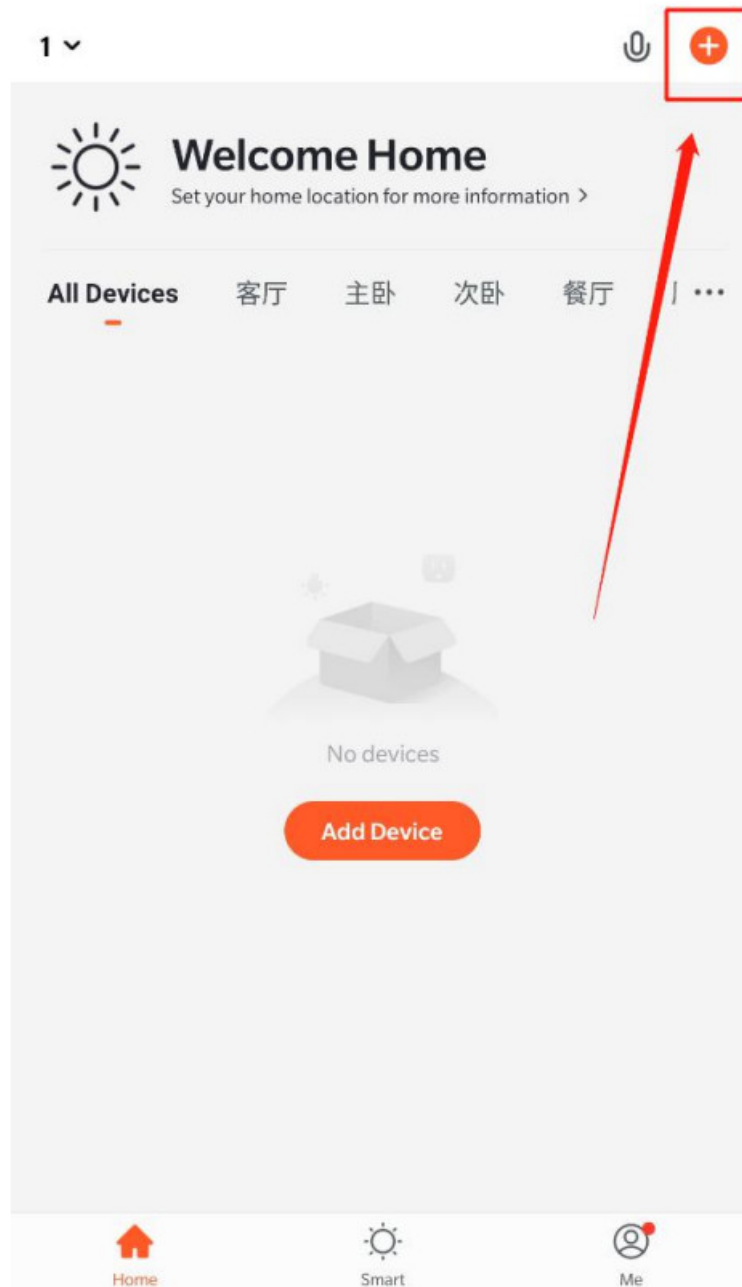 1
Welcome Home
Set your home location for more information >
All Devices 客厅 主卧 次卧 餐厅 ...
No devices
Add Device
Home Smart Me